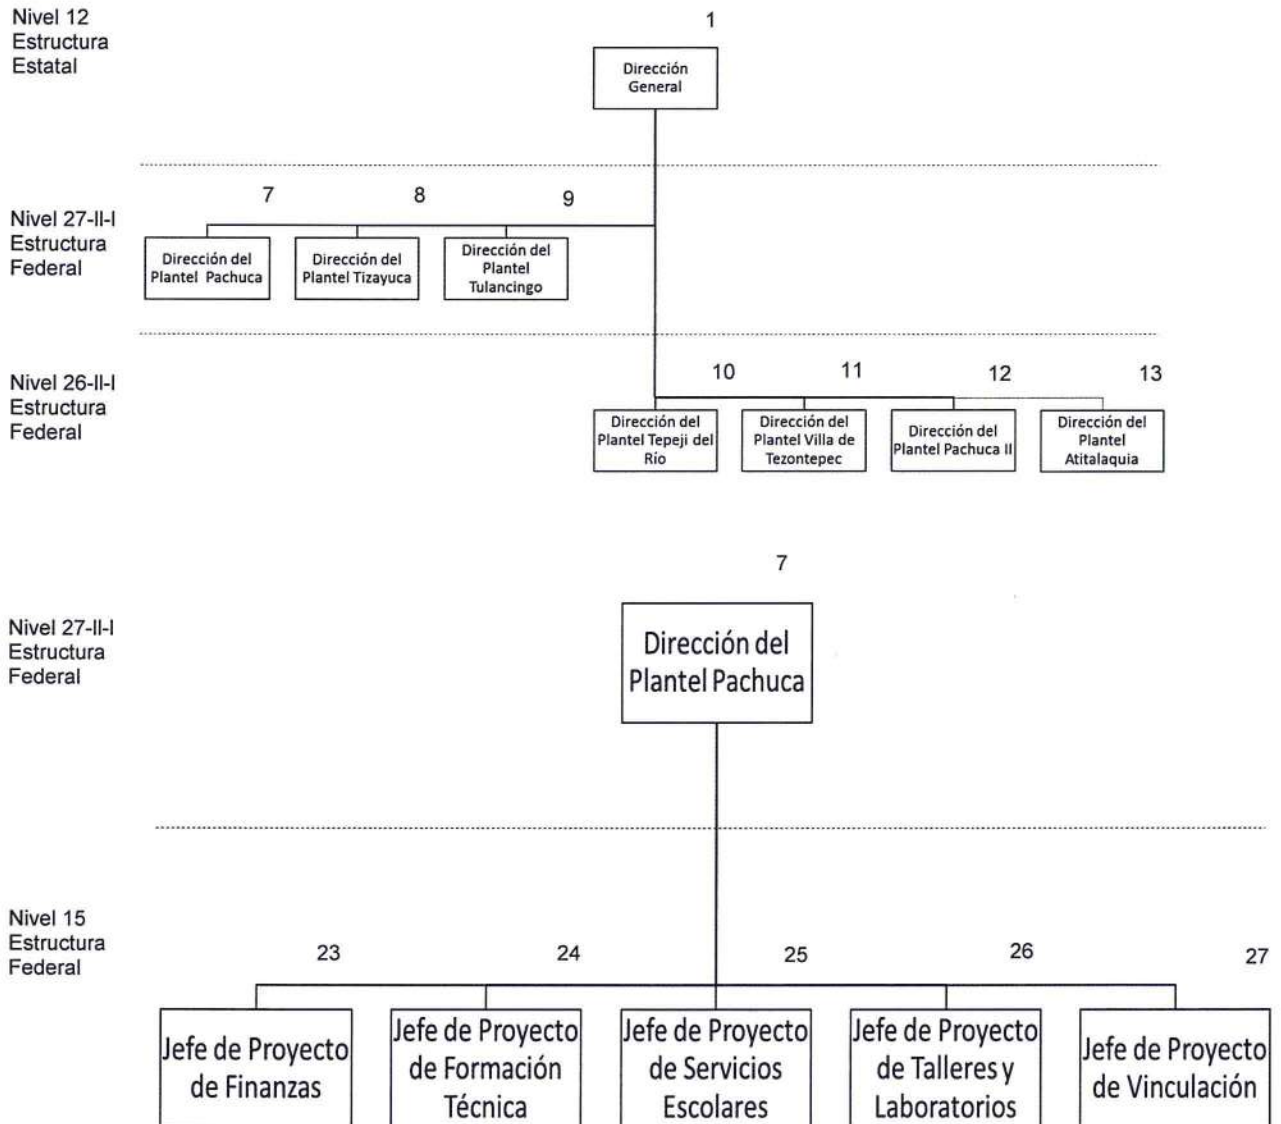 Nivel 12
Estructura
Estatal
1
Dirección
General
Nivel 27-II-I
Estructura
Federal
7
8
9
Dirección del
Plantel Pachuca
Dirección del
Plantel Tizayuca
Dirección del
Plantel
Tulancingo
Nivel 26-II-I
Estructura
Federal
10
11
12
13
Dirección del
Plantel Tepeji del
Río
Dirección del
Plantel Villa de
Tezontepec
Dirección del
Plantel Pachuca II
Dirección del
Plantel
Atitalaquia
7
Nivel 27-II-I
Estructura
Federal
Dirección del
Plantel Pachuca
Nivel 15
Estructura
Federal
23
24
25
26
27
Jefe de Proyecto
de Finanzas
Jefe de Proyecto
de Formación
Técnica
Jefe de Proyecto
de Servicios
Escolares
Jefe de Proyecto
de Talleres y
Laboratorios
Jefe de Proyecto
de Vinculación